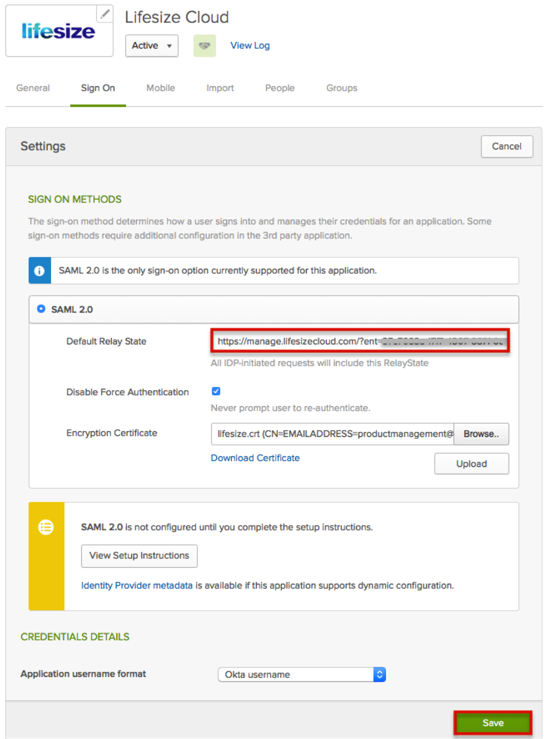 lifesize
Lifesize Cloud
Active
View Log
General Sign On Mobile Import People Groups
Settings
Cancel
SIGN ON METHODS
The sign-on method determines how a user signs into and manages their credentials for an application. Some
sign-on methods require additional configuration in the 3rd party application.
SAML 2.0 is the only sign-on option currently supported for this application.
SAML 2.0
Default Relay State
https://manage.lifesizecloud.com/?ent=
All IDP-initiated requests will include this RelayState
Disable Force Authentication
Never prompt user to re-authenticate.
Encryption Certificate
lifesize.crt (CN=EMAILADDRESS=productmanagement@
Browse..
Download Certificate
Upload
SAML 2.0 is not configured until you complete the setup instructions.
View Setup Instructions
Identity Provider metadata is available if this application supports dynamic configuration.
CREDENTIALS DETAILS
Application username format
Okta username
Save